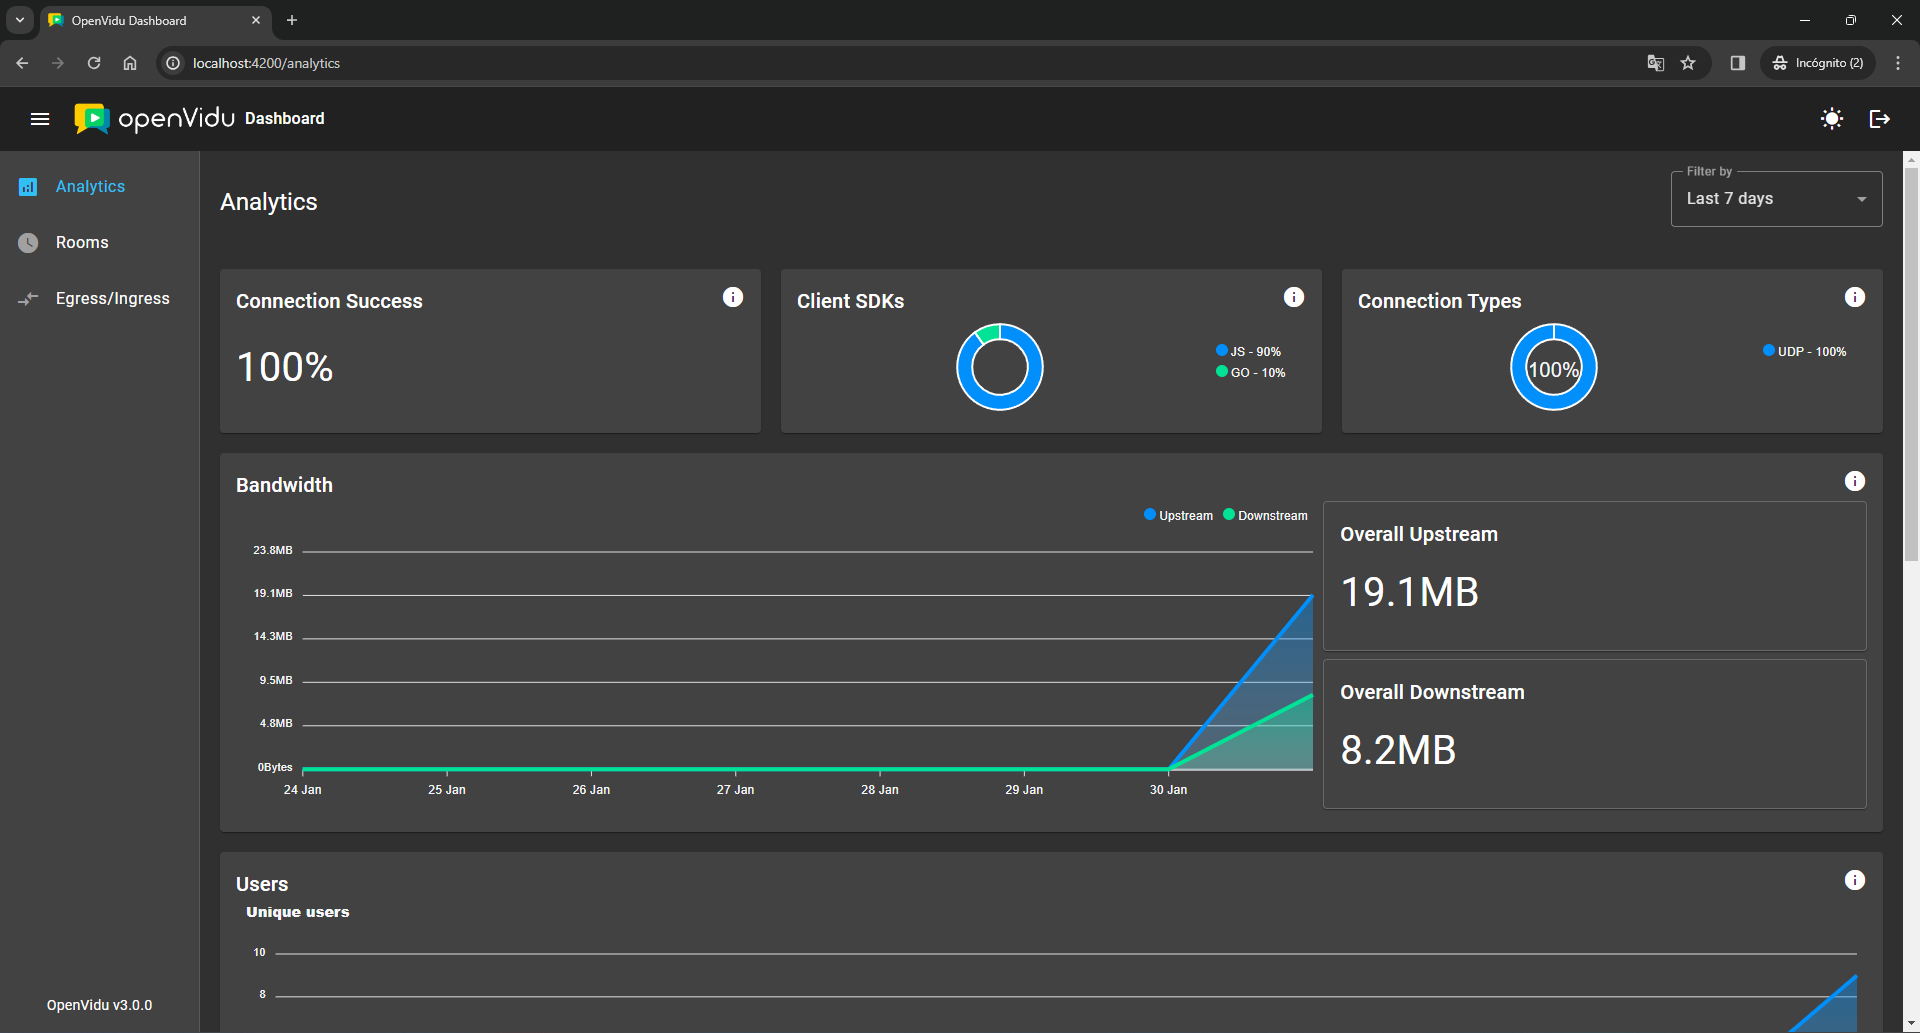 OpenVidu Dashboard
localhost:4200/analytics
Incógnito (2)
openVidu Dashboard
Analytics
Rooms
Egress/Ingress
OpenVidu v3.0.0
Analytics
Filter by
Last 7 days
Connection Success
100%
Client SDKs
JS - 90%
GO - 10%
Connection Types
100%
UDP - 100%
Bandwidth
Upstream Downstream
23.8MB
19.1MB
14.3MB
9.5MB
4.8MB
0Bytes
24 Jan 25 Jan 26 Jan 27 Jan 28 Jan 29 Jan 30 Jan
Overall Upstream
19.1MB
Overall Downstream
8.2MB
Users
Unique users
10
8